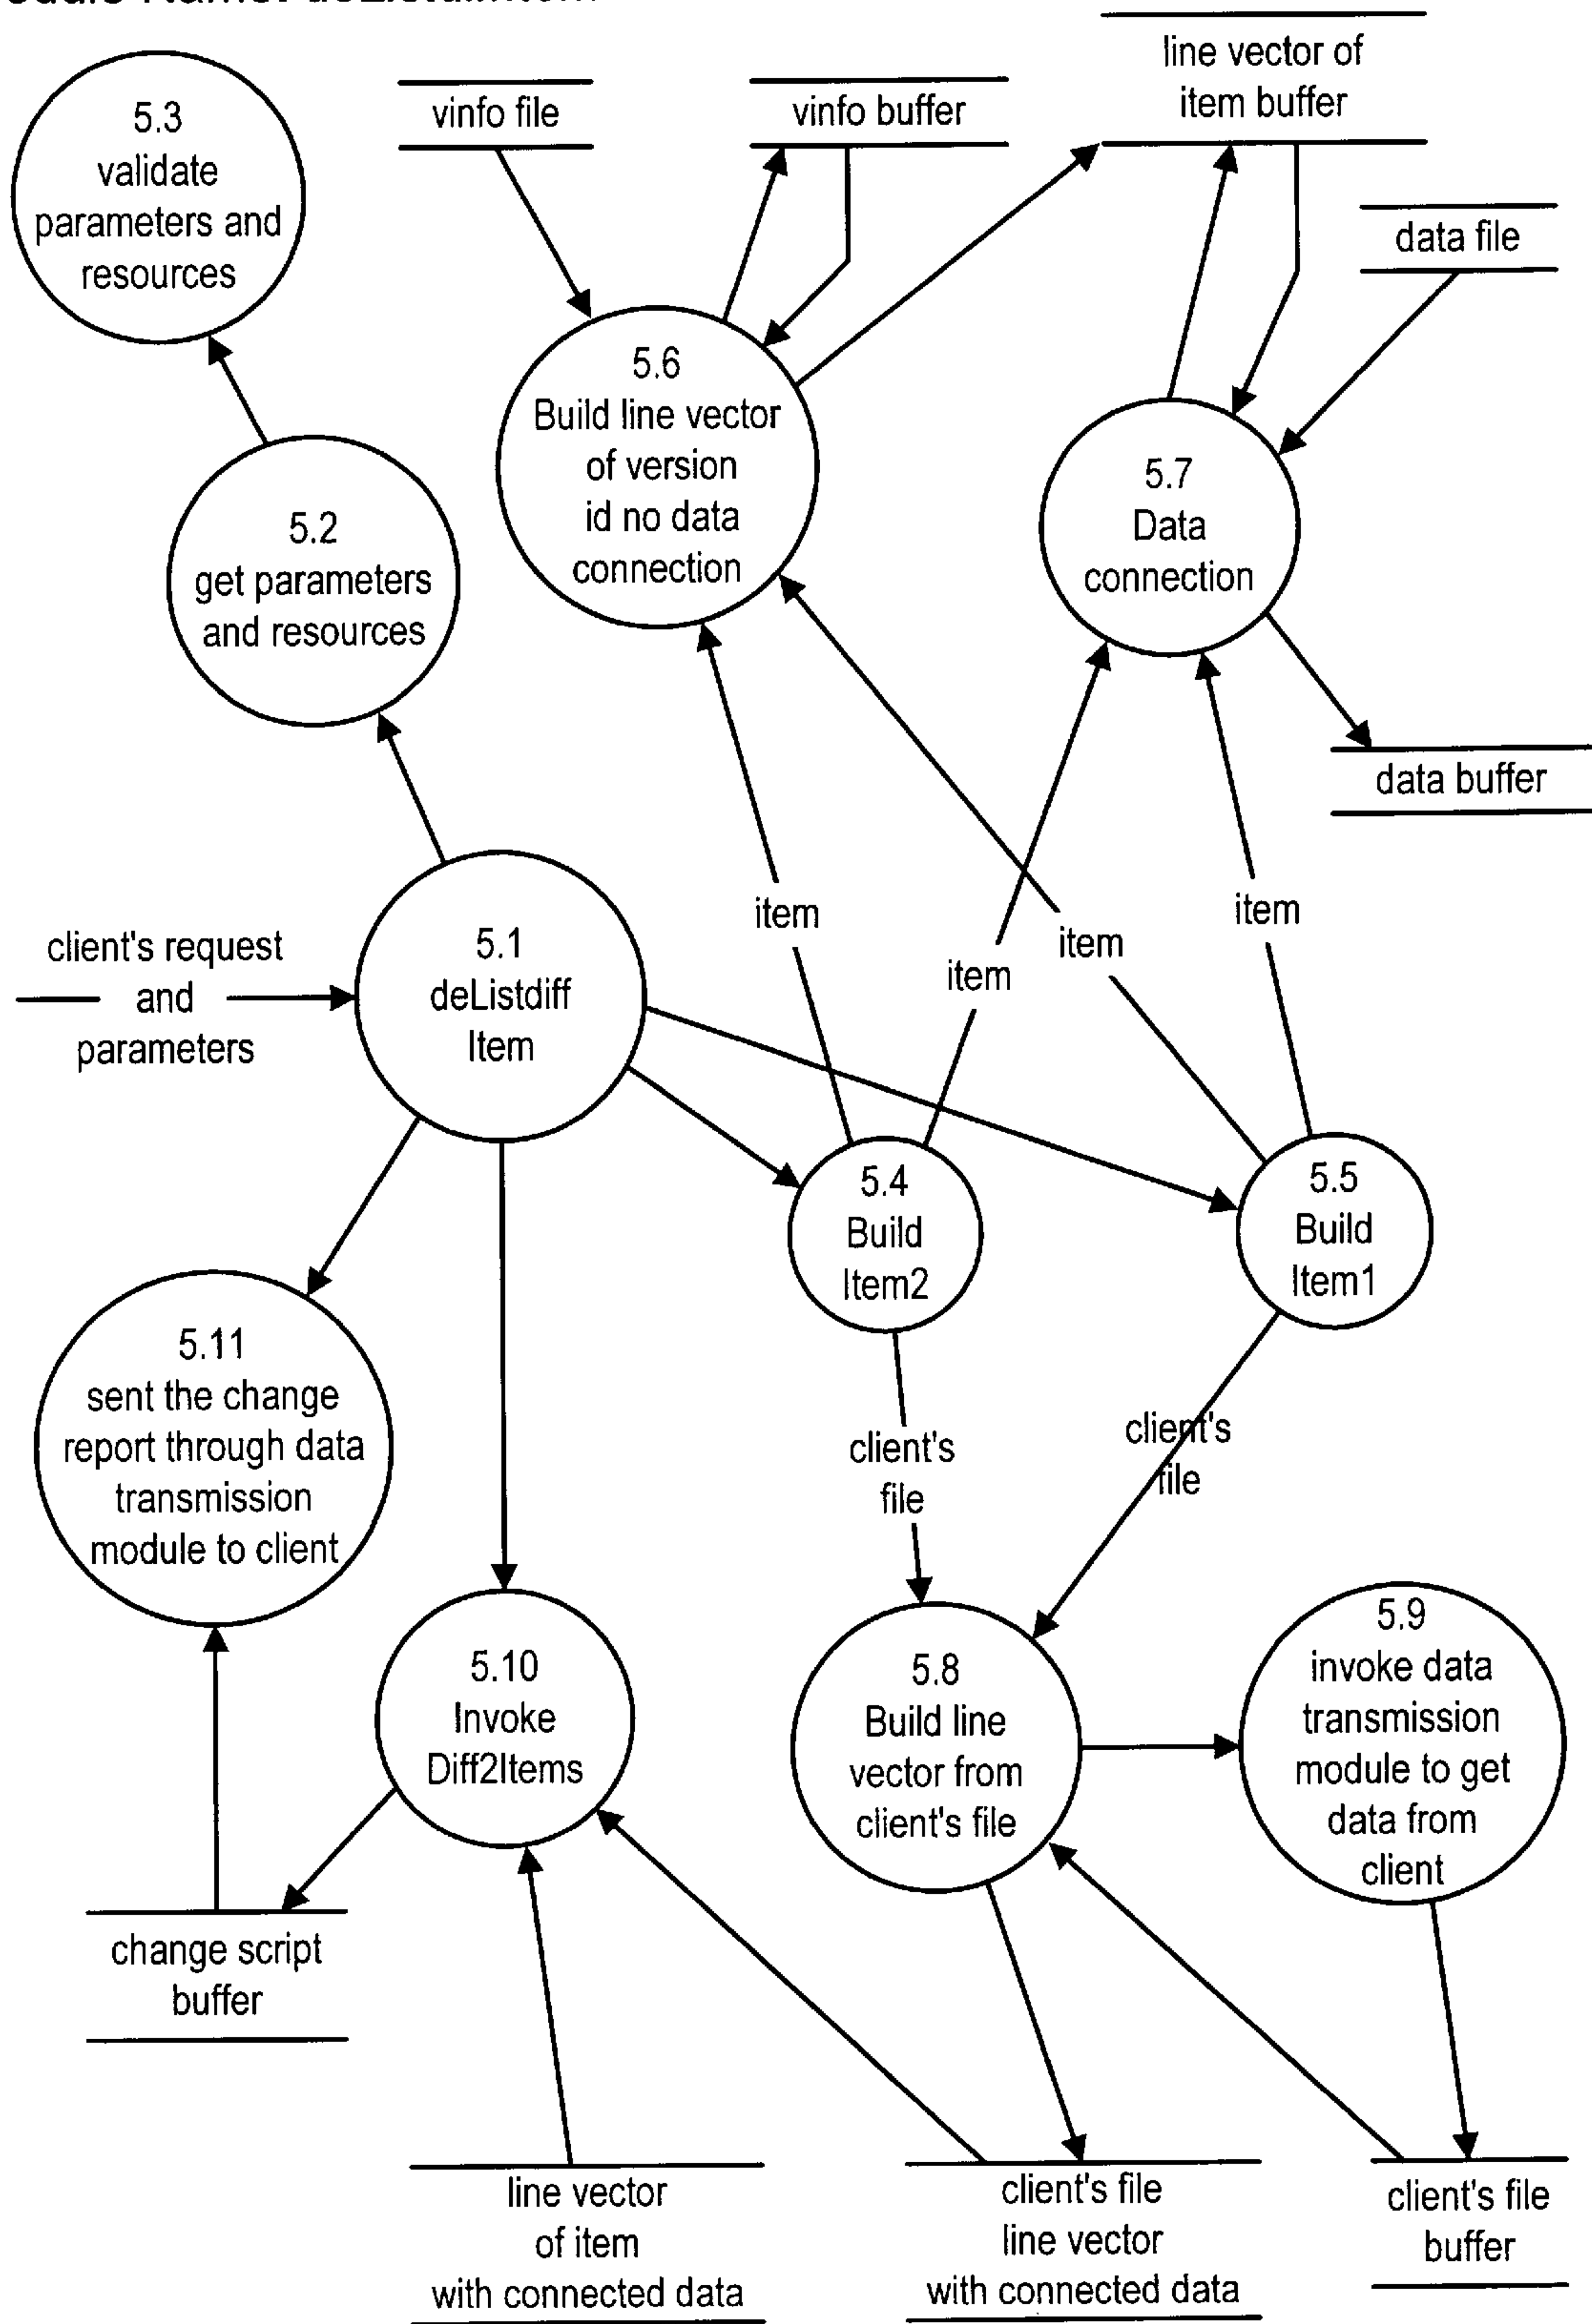 line vector of
item buffer
vinfo file
vinfo buffer
5.3
validate
parameters and
resources
data file
5.6
Build line vector
of version
id no data
connection
5.7
Data
connection
5.2
get parameters
and resources
data buffer
item
item
item
item
client's request
and
parameters
5.1
deListdiff
Item
5.4
Build
Item2
5.5
Build
Item1
5.11
sent the change
report through data
transmission
module to client
client's
file
client's
file
5.10
Invoke
Diff2Items
5.8
Build line
vector from
client's file
5.9
invoke data
transmission
module to get
data from
client
change script
buffer
line vector
of item
with connected data
client's file
line vector
with connected data
client's file
buffer